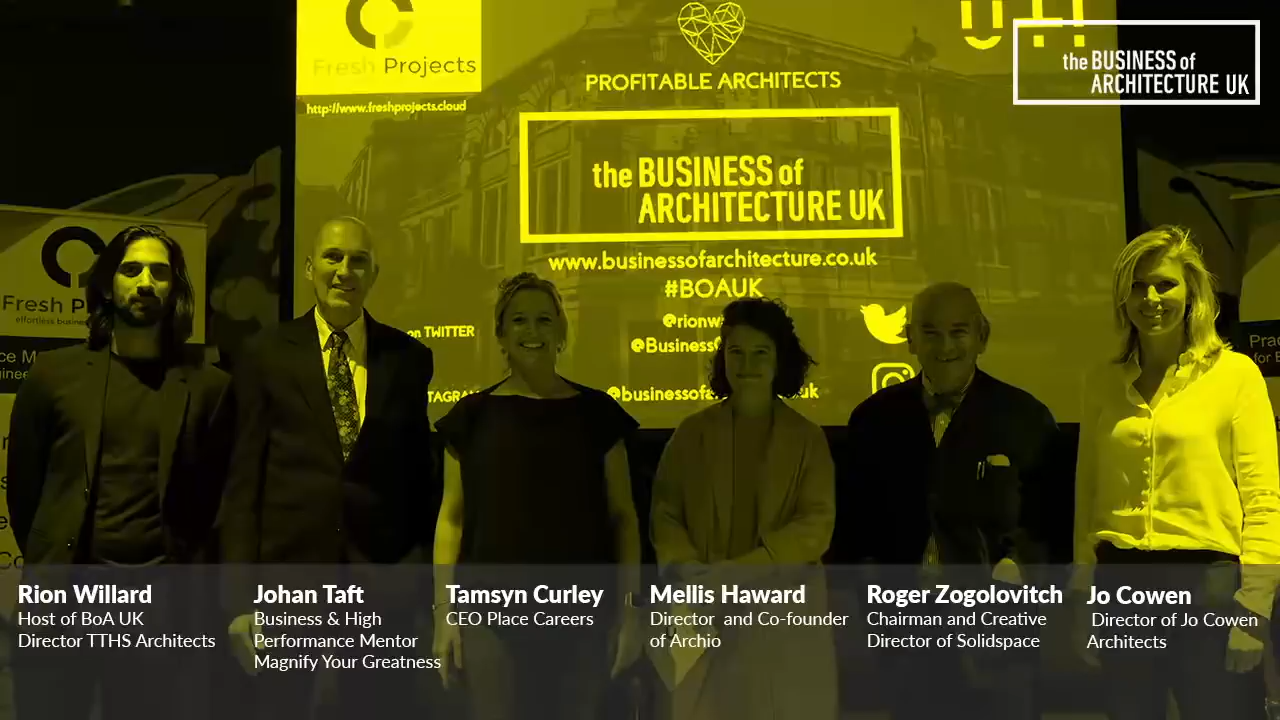 Fresh Projects
http://www.freshprojects.cloud
PROFITABLE ARCHITECTS
the BUSINESS of
ARCHITECTURE UK
the BUSINESS of
ARCHITECTURE UK
www.businessofarchitecture.co.uk
#BOAUK
on TWITTER
Fresh
effortless
for
Rion Willard
Host of BoA UK
Director TTHS Architects
Johan Taft
Business & High
Performance Mentor
Magnify Your Greatness
Tamsyn Curley
CEO Place Careers
Mellis Haward
Director and Co-founder
of Archio
Roger Zogolovitch
Chairman and Creative
Director of Solidspace
Jo Cowen
Director of Jo Cowen
Architects